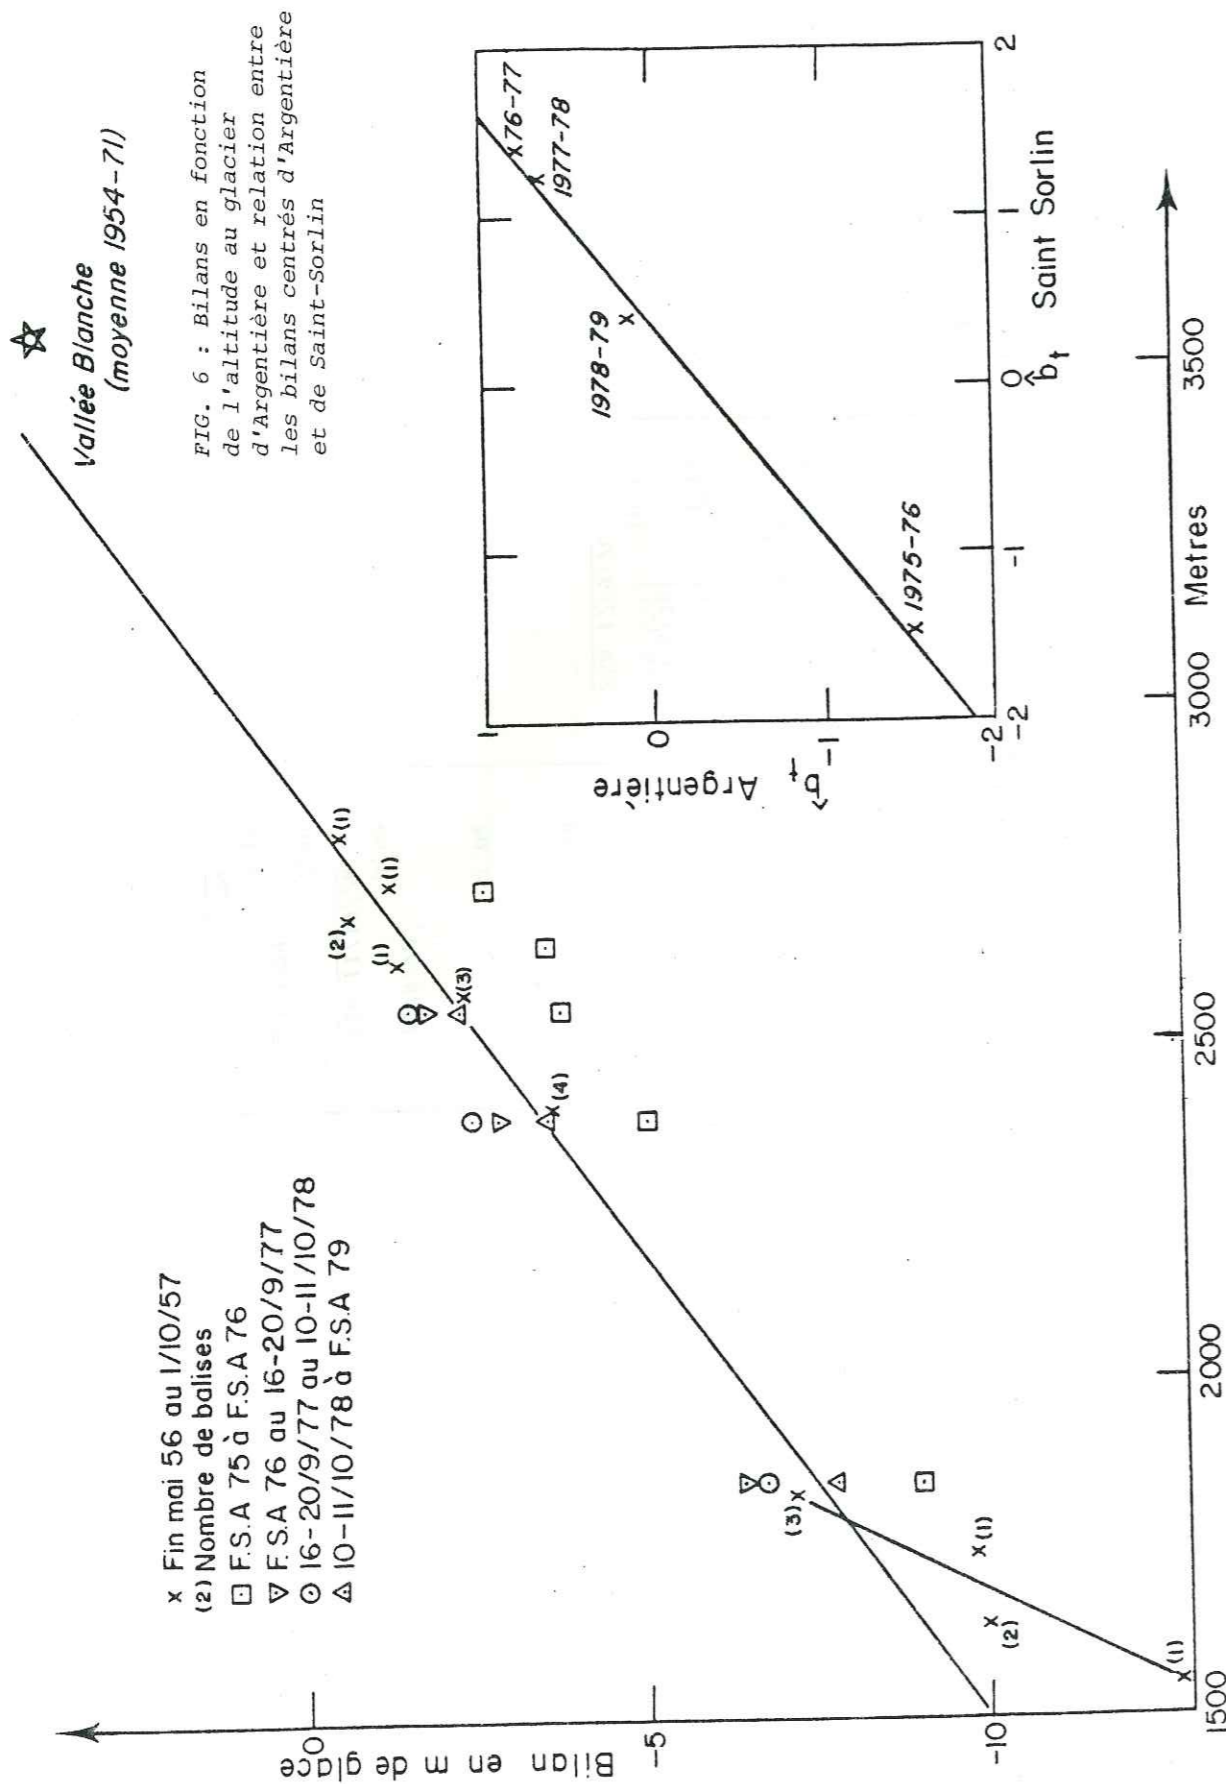 Vallée Blanche
(moyenne 1954-71)
FIG. 6 : Bilans en fonction
de l'altitude au glacier
d'Argentière et relation entre
les bilans centrés d'Argentière
et de Saint-Sorlin
x Fin mai 56 au 1/10/57
(2) Nombre de balises
F.S.A 75 à F.S.A 76
F.S.A 76 au 16-20/9/77
16-20/9/77 au 10-11/10/78
10-11/10/78 à F.S.A 79
Bilan en m de glace
0
-5
-10
1500
2000
2500
3000
3500
Metres
(1)
(1)
(2)
(1)
(3)
(4)
(3)
(1)
(2)
(1)
b̂t Argentière
1
0
-1
-2
-2
-1
0
1
2
b̂t Saint Sorlin
76-77
1977-78
1978-79
1975-76